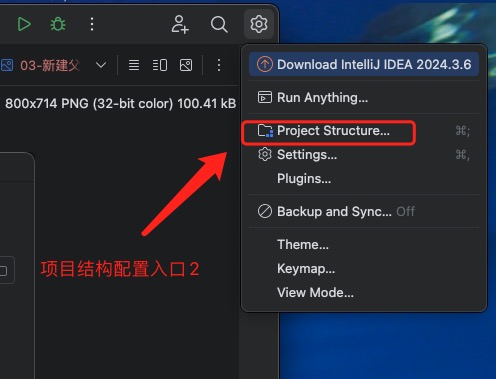 03-新建父
800x714 PNG (32-bit color) 100.41 kB
Download IntelliJ IDEA 2024.3.6
Run Anything...
Project Structure... ⌘;
Settings... ⌘,
Plugins...
Backup and Sync... Off
Theme...
Keymap...
View Mode...
项目结构配置入口2